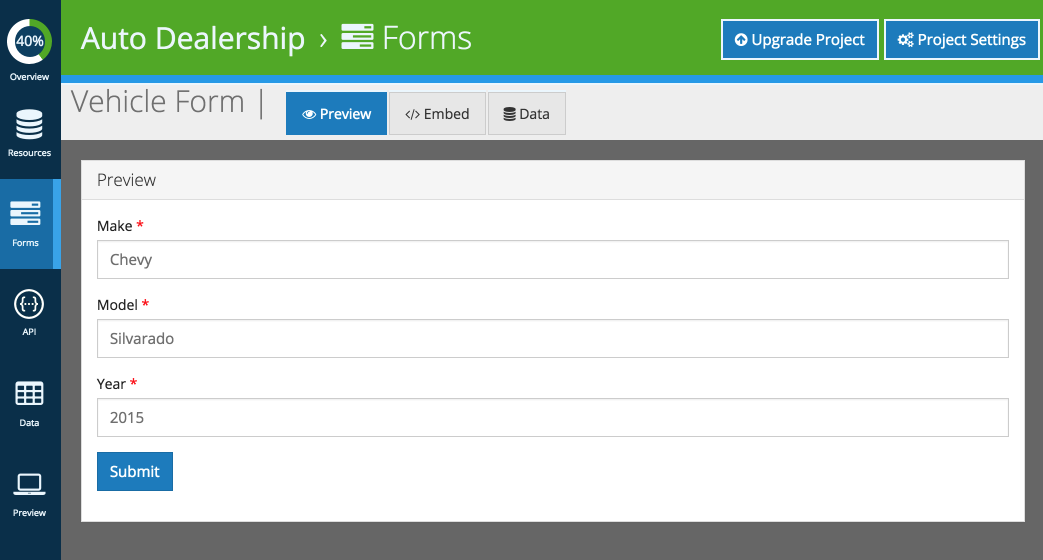 40%
Overview
Resources
Forms
API
Data
Preview
Auto Dealership › Forms
Upgrade Project
Project Settings
Vehicle Form |
Preview
</> Embed
Data
Preview
Make *
Chevy
Model *
Silvarado
Year *
2015
Submit